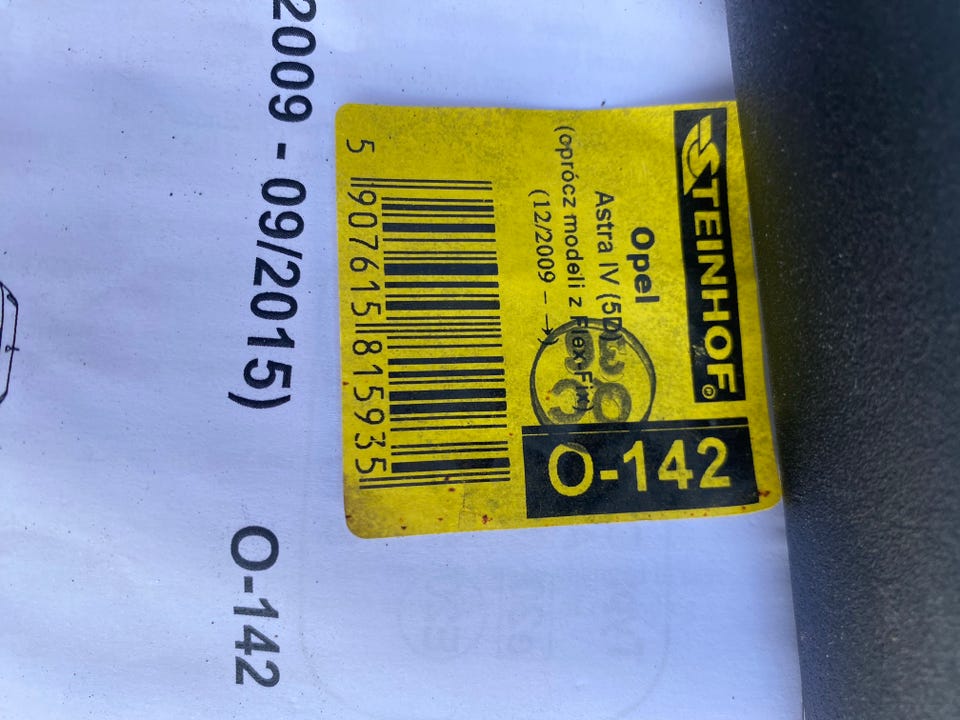 STEINHOF®
Opel
Astra IV (5D)
(oprócz modeli z Flex-Fix)
(12/2009 – →)
O-142
5 907615 815935
2009 - 09/2015)
O-142